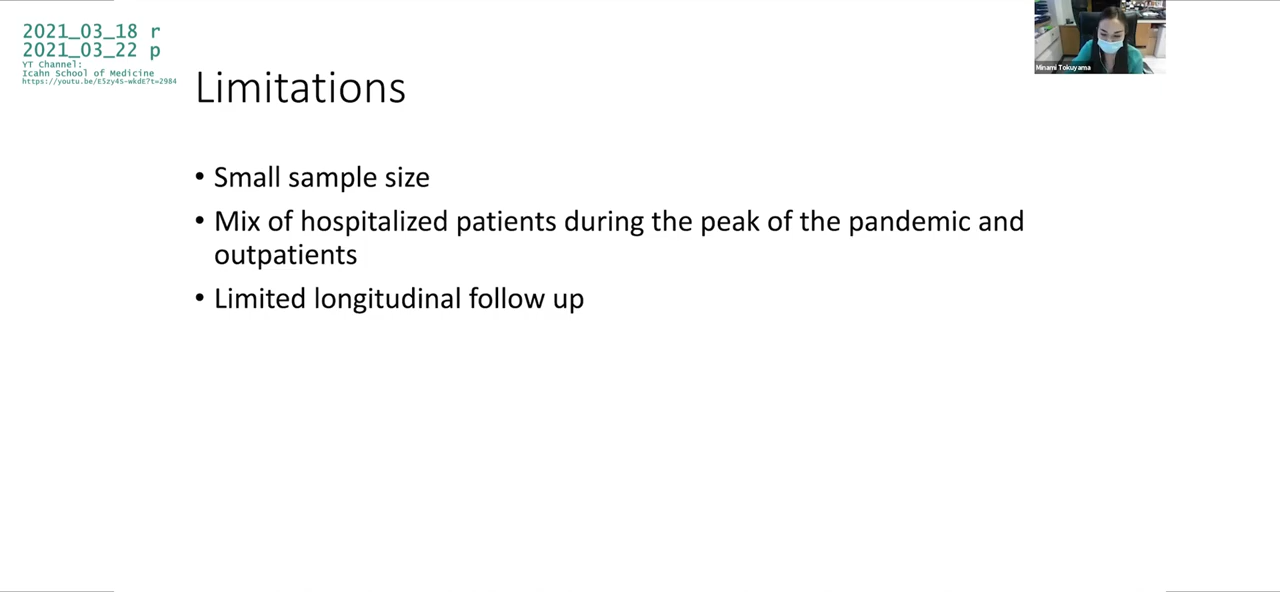 2021_03_18 r
2021_03_22 p
YT Channel:
Icahn School of Medicine
https://youtu.be/E5zy4S-wkdE?t=2984
Minami Tokuyama
Limitations
• Small sample size
• Mix of hospitalized patients during the peak of the pandemic and
outpatients
• Limited longitudinal follow up